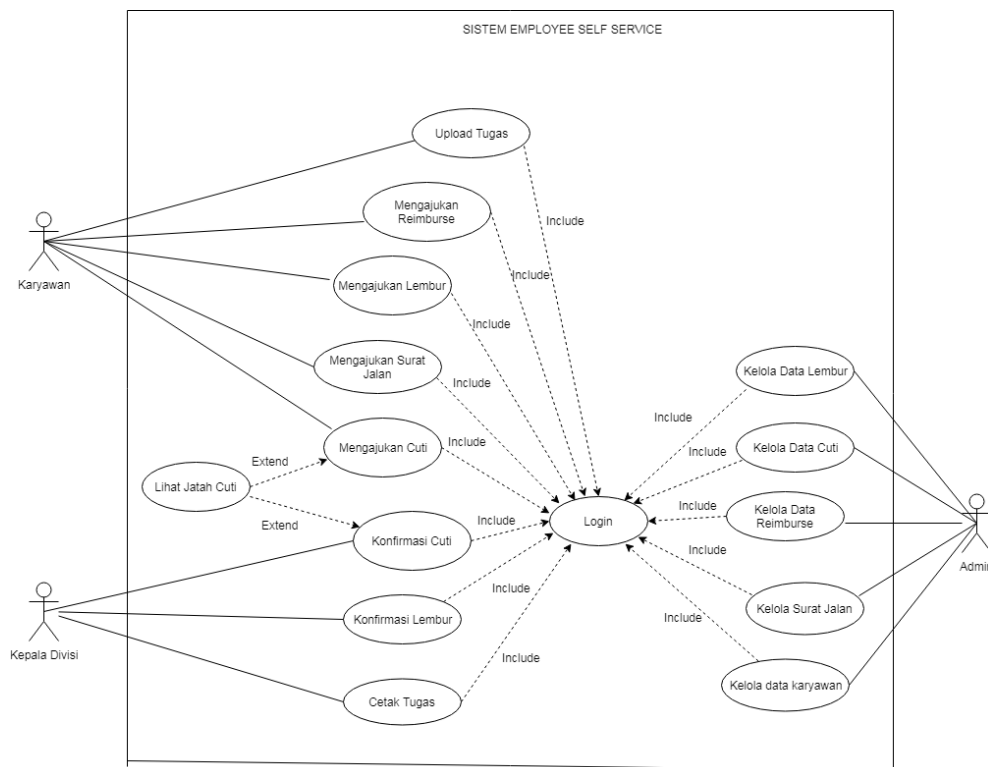 SISTEM EMPLOYEE SELF SERVICE
Upload Tugas
Mengajukan
Reimburse
Include
Karyawan
Mengajukan Lembur
Include
Include
Mengajukan Surat
Jalan
Include
Kelola Data Lembur
Include
Mengajukan Cuti
Include
Kelola Data Cuti
Include
Extend
Lihat Jatah Cuti
Extend
Konfirmasi Cuti
Include
Login
Include
Kelola Data
Reimburse
Include
Admin
Kepala Divisi
Konfirmasi Lembur
Include
Kelola Surat Jalan
Include
Include
Cetak Tugas
Kelola data karyawan